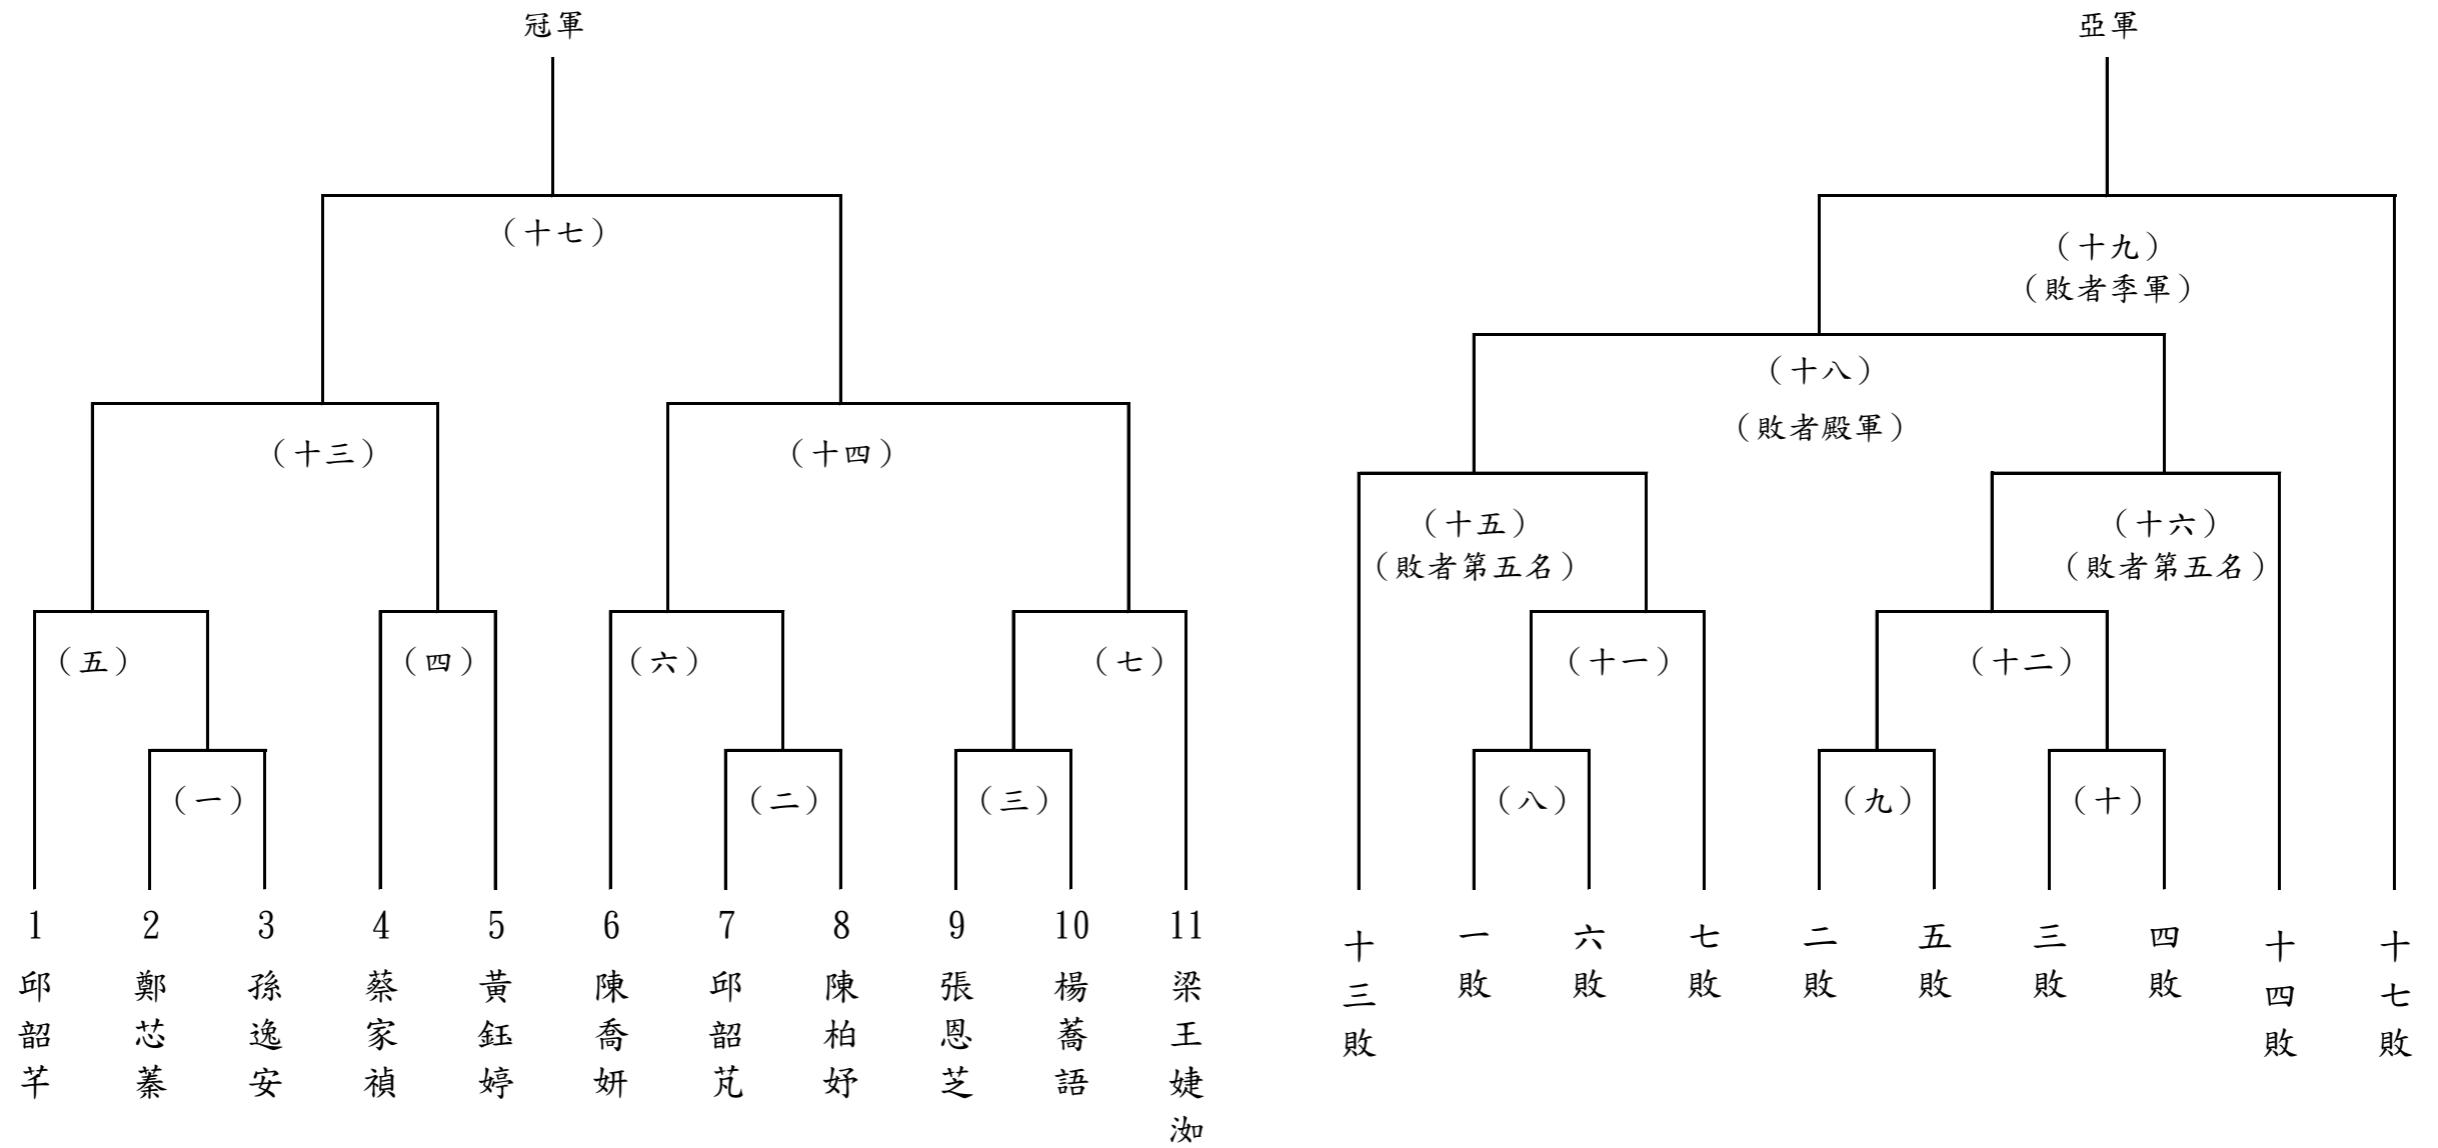 冠軍
亞軍
（十七）
（十九）
（敗者季軍）
（十八）
（敗者殿軍）
（十三）
（十四）
（十五）
（敗者第五名）
（十六）
（敗者第五名）
（五）
（四）
（六）
（七）
（十一）
（十二）
（一）
（二）
（三）
（八）
（九）
（十）
1 邱韶芊
2 鄭芯蓁
3 孫逸安
4 蔡家禎
5 黃鈺婷
6 陳喬妍
7 邱韶芃
8 陳柏妤
9 張恩芝
10 楊蕎語
11 梁王婕洳
十三敗
一敗
六敗
七敗
二敗
五敗
三敗
四敗
十四敗
十七敗